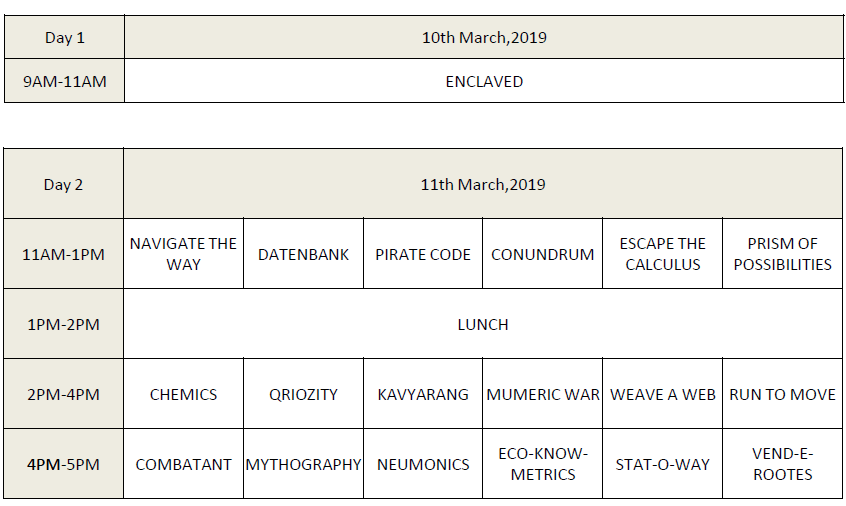 Day 1 10th March,2019
9AM-11AM ENCLAVED
Day 2 11th March,2019
11AM-1PM NAVIGATE THE WAY DATENBANK PIRATE CODE CONUNDRUM ESCAPE THE CALCULUS PRISM OF POSSIBILITIES
1PM-2PM LUNCH
2PM-4PM CHEMICS QRIOZITY KAVYARANG MUMERIC WAR WEAVE A WEB RUN TO MOVE
4PM-5PM COMBATANT MYTHOGRAPHY NEUMONICS ECO-KNOW-METRICS STAT-O-WAY VEND-E-ROOTES